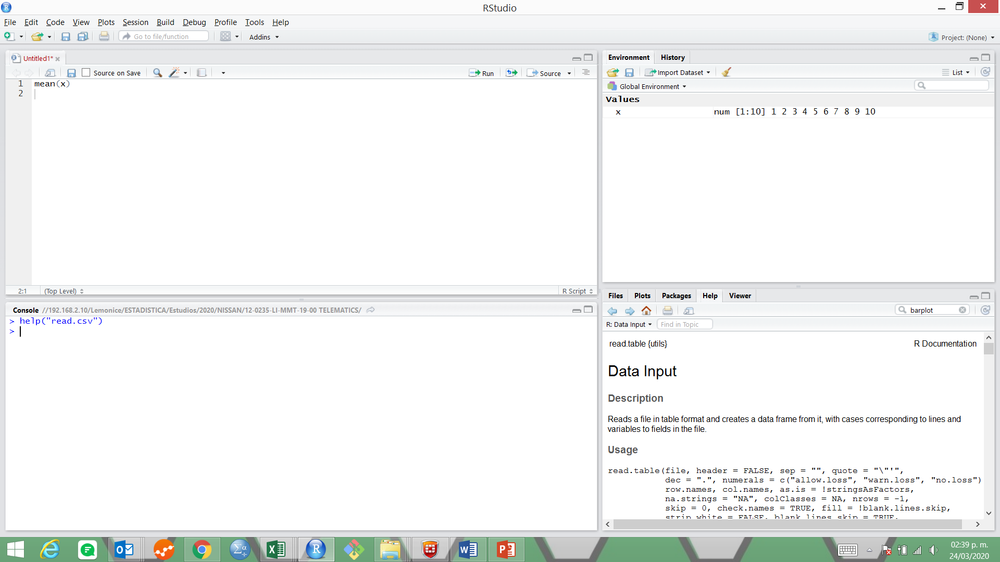 RStudio
File Edit Code View Plots Session Build Debug Profile Tools Help
Go to file/function Addins Project: (None)
Untitled1*
Source on Save Run Source
1 mean(x)
2
2:1 (Top Level) R Script
Console //192.168.2.10/Lemonice/ESTADISTICA/Estudios/2020/NISSAN/12-0235-LI-MMT-19-00 TELEMATICS/
> help("read.csv")
>
Environment History
Import Dataset List
Global Environment
Values
x num [1:10] 1 2 3 4 5 6 7 8 9 10
Files Plots Packages Help Viewer
barplot
R: Data Input Find in Topic
read.table {utils} R Documentation
Data Input
Description
Reads a file in table format and creates a data frame from it, with cases corresponding to lines and
variables to fields in the file.
Usage
read.table(file, header = FALSE, sep = "", quote = "\"'",
dec = ".", numerals = c("allow.loss", "warn.loss", "no.loss")
row.names, col.names, as.is = !stringsAsFactors,
na.strings = "NA", colClasses = NA, nrows = -1,
skip = 0, check.names = TRUE, fill = !blank.lines.skip,
strip.white = FALSE, blank.lines.skip = TRUE,
02:39 p. m.
24/03/2020